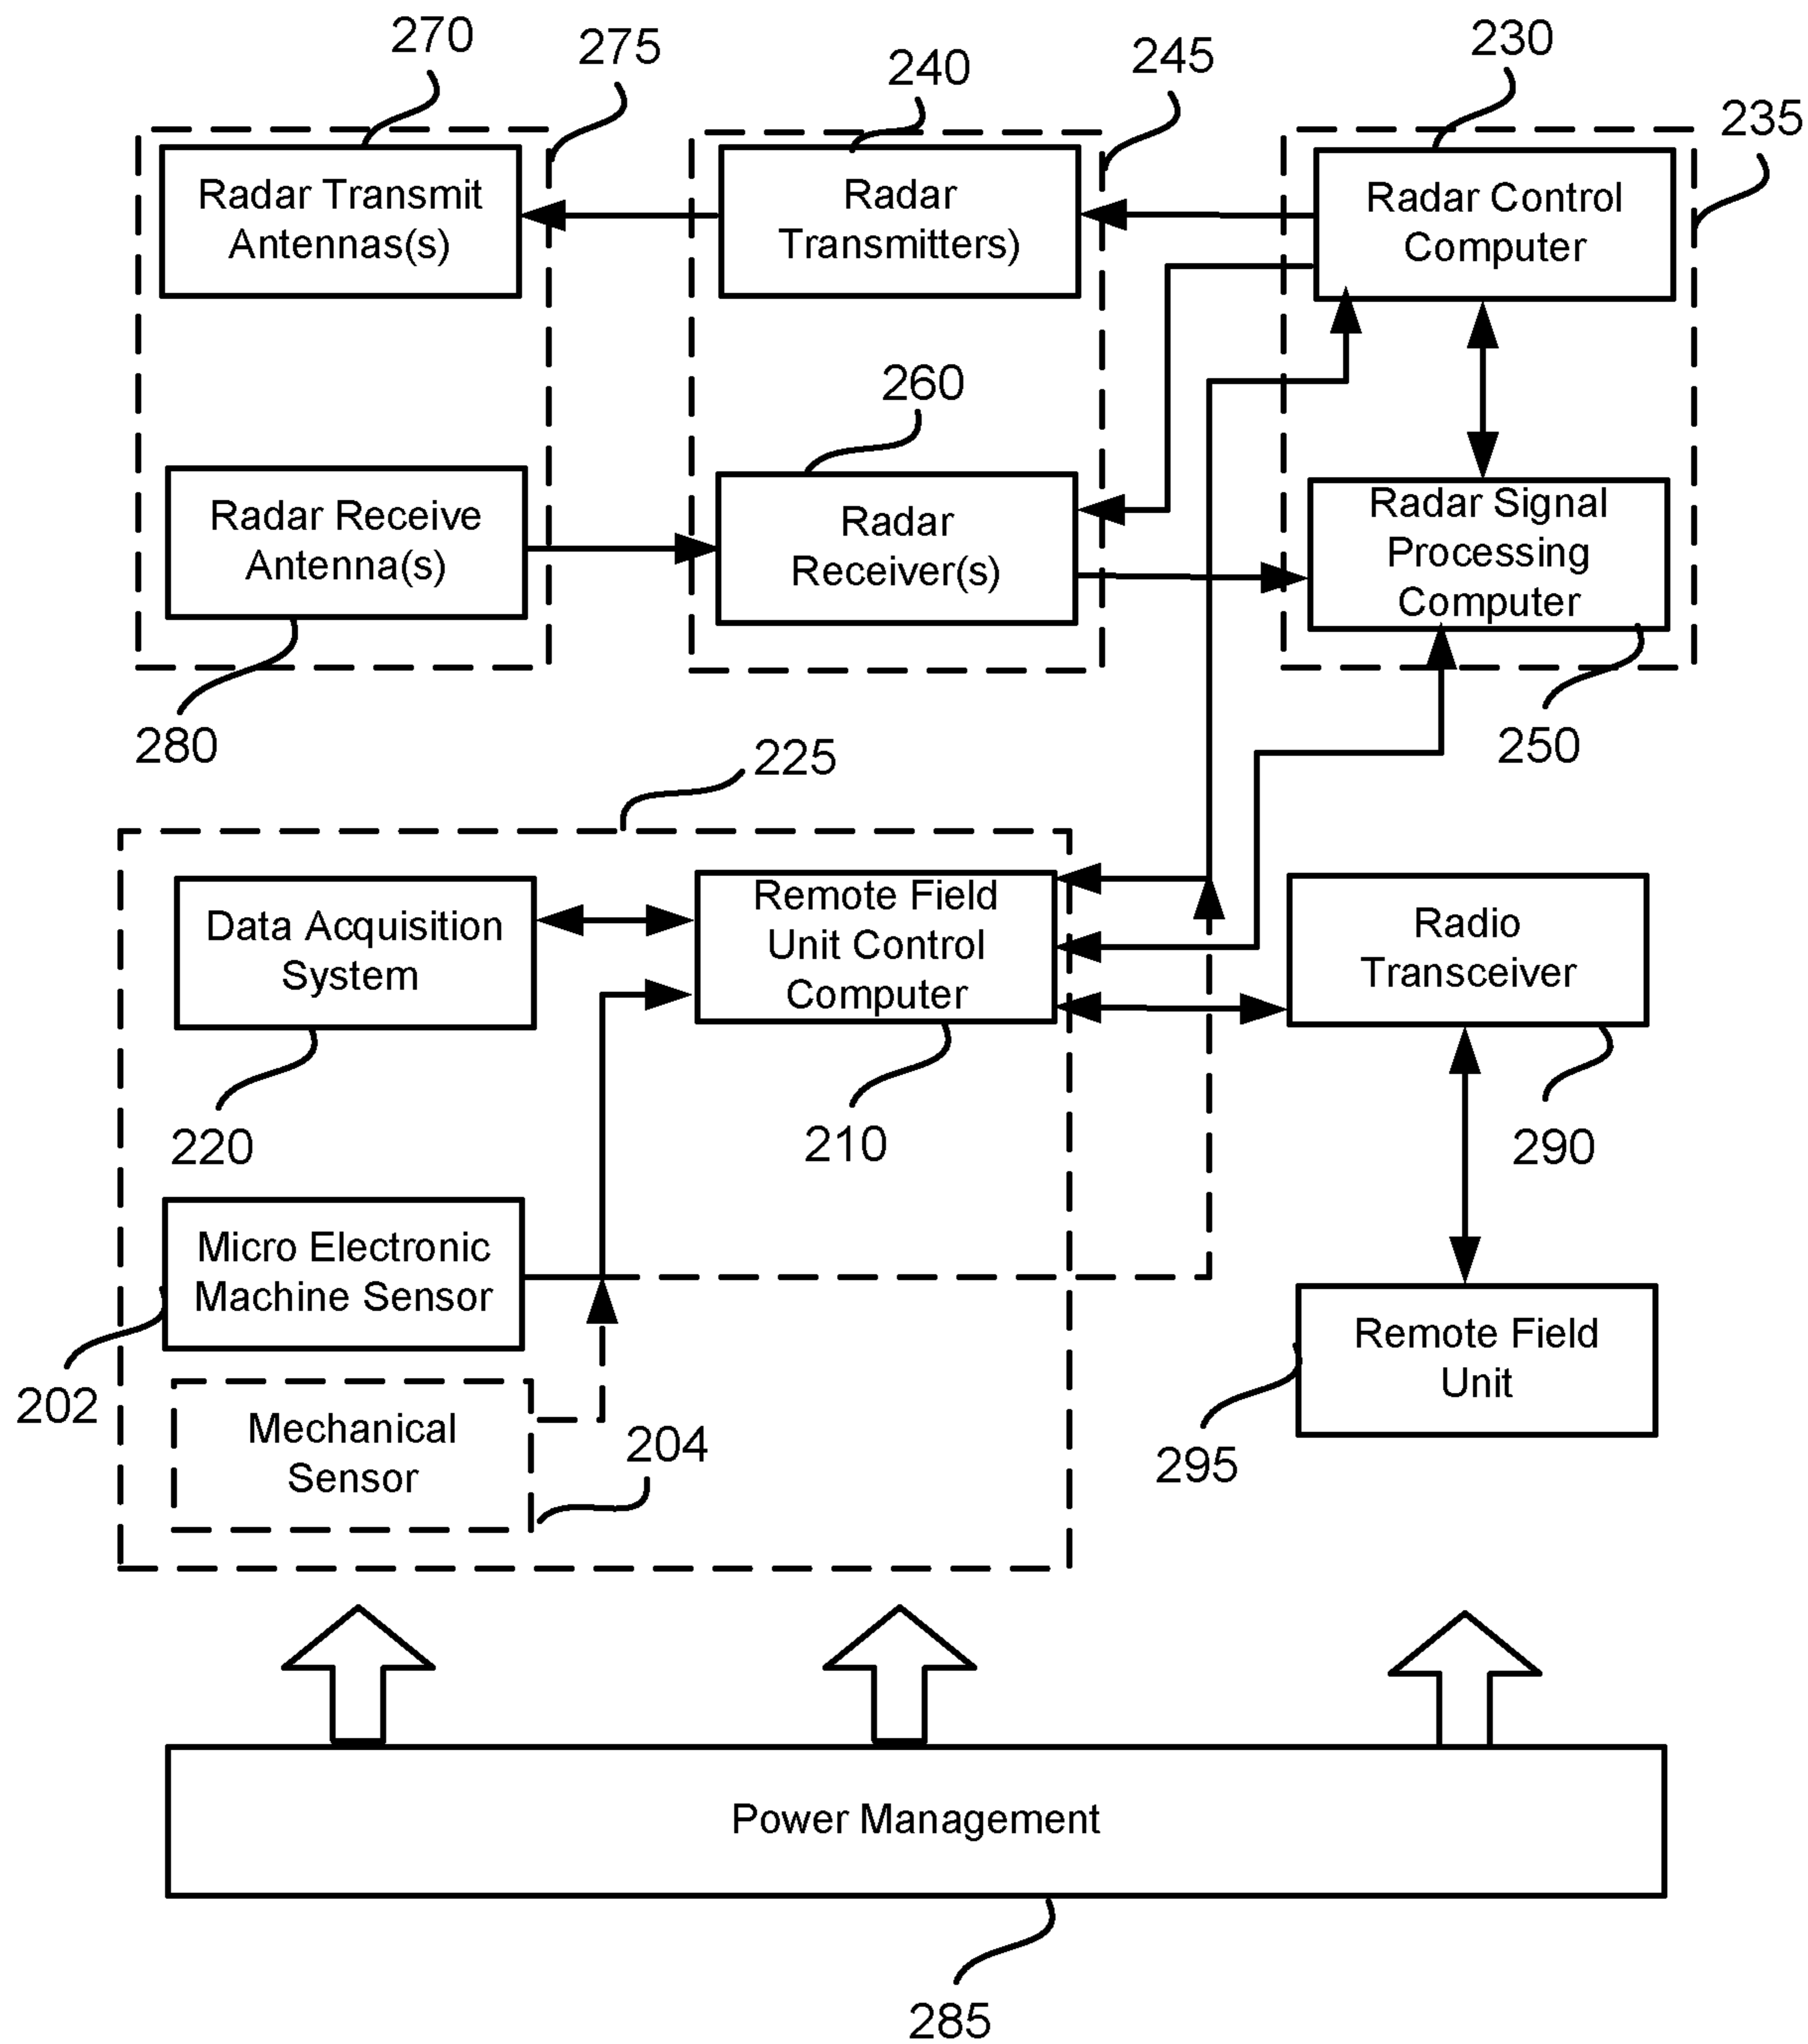 270
275
240
245
230
235
Radar Transmit
Antennas(s)
Radar
Transmitters)
Radar Control
Computer
260
Radar Receive
Antenna(s)
Radar
Receiver(s)
Radar Signal
Processing
Computer
280
250
225
Data Acquisition
System
Remote Field
Unit Control
Computer
Radio
Transceiver
220
210
290
Micro Electronic
Machine Sensor
202
Mechanical
Sensor
204
Remote Field
Unit
295
Power Management
285